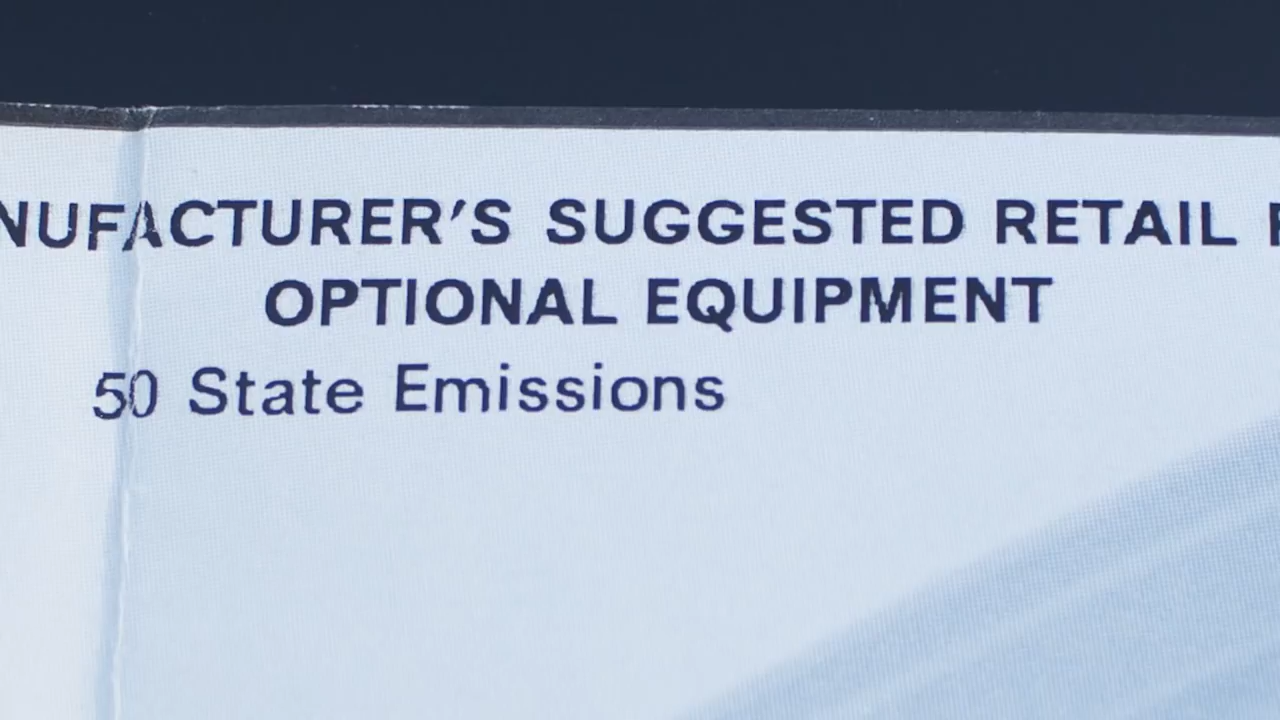 NUFACTURER'S SUGGESTED RETAIL
OPTIONAL EQUIPMENT
50 State Emissions